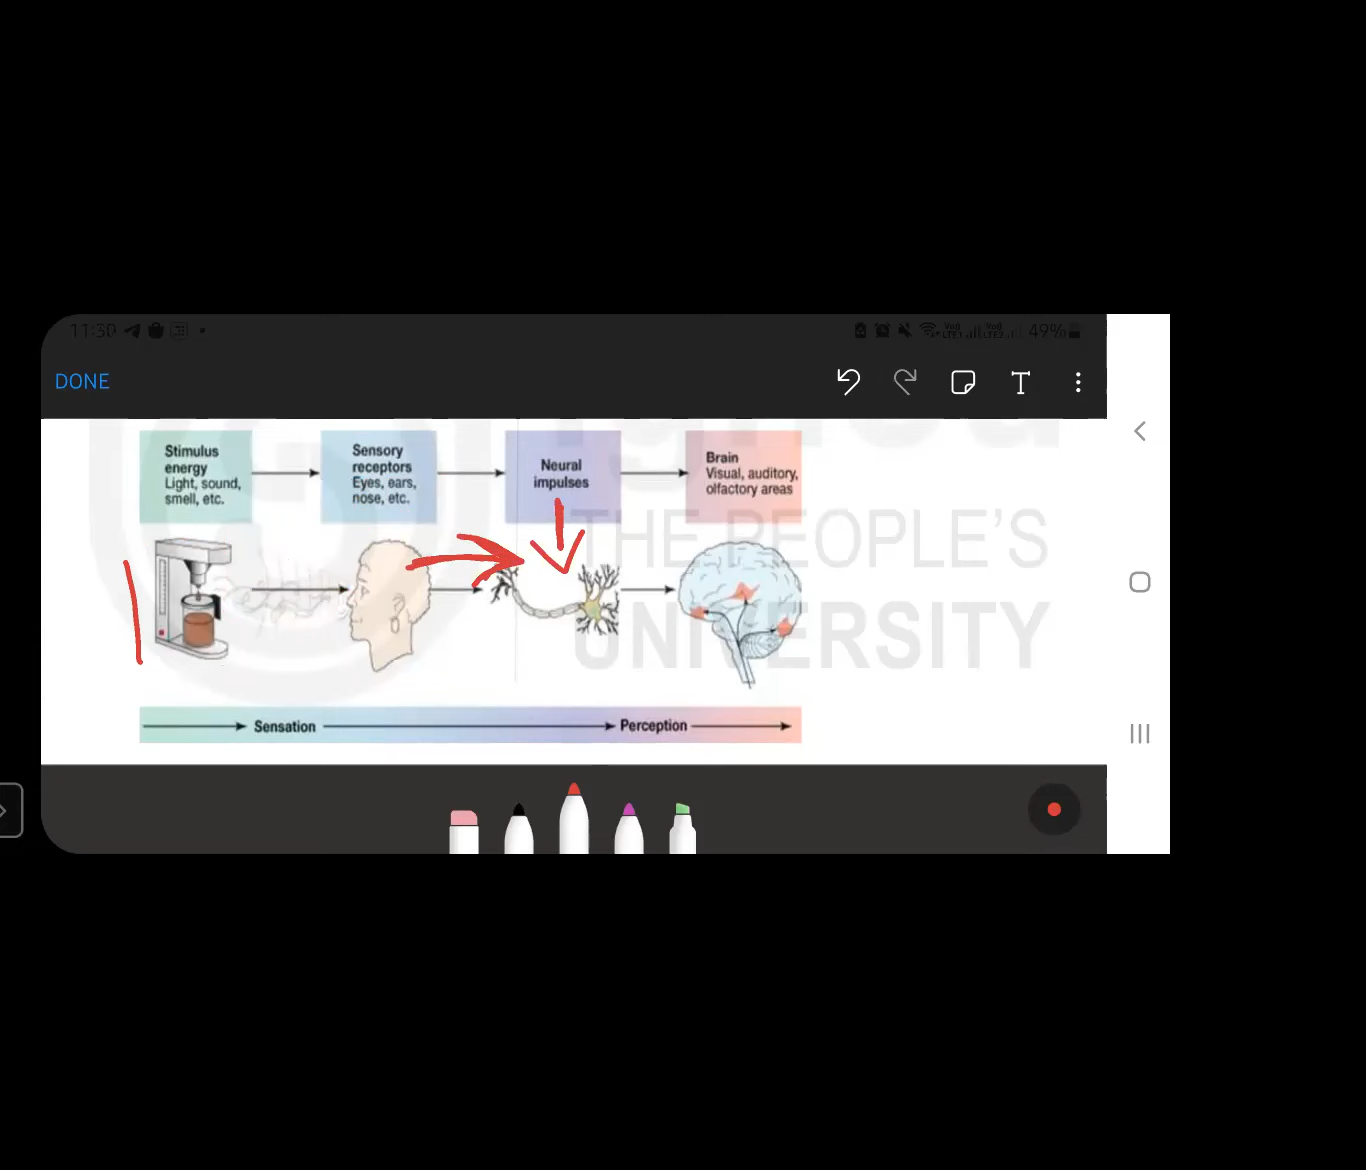 11:30
49%
DONE
T
Stimulus
energy
Light, sound,
smell, etc.
Sensory
receptors
Eyes, ears,
nose, etc.
Neural
impulses
Brain
Visual, auditory,
olfactory areas
THE PEOPLE'S
UNIVERSITY
Sensation
Perception